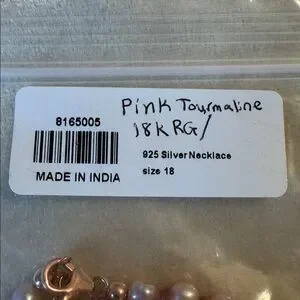 Pink Tourmaline
8165005
18k RG/
925 Silver Necklace
MADE IN INDIA
size 18